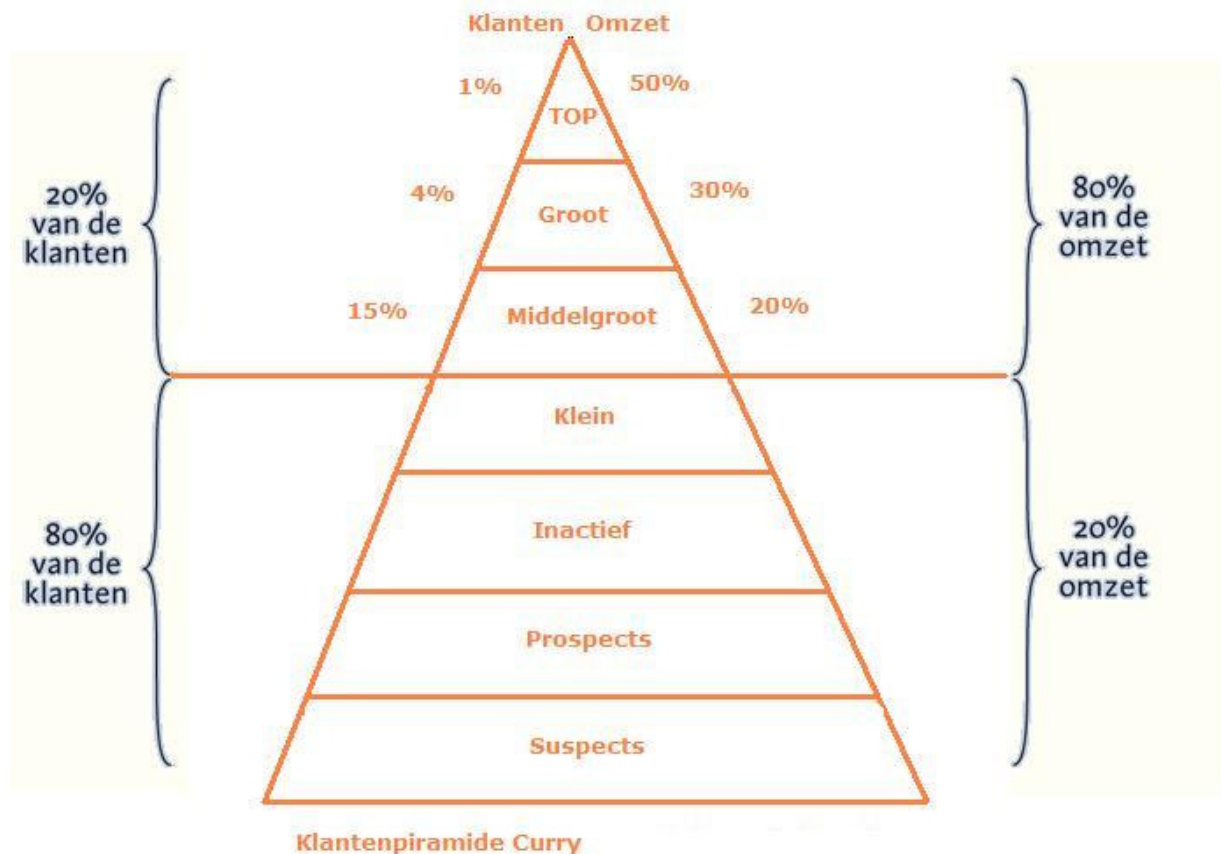 Klanten Omzet
1% 50%
TOP
20%
van de
klanten
4% 30%
Groot
80%
van de
omzet
15% 20%
Middelgroot
Klein
80%
van de
klanten
Inactief
20%
van de
omzet
Prospects
Suspects
Klantenpiramide Curry